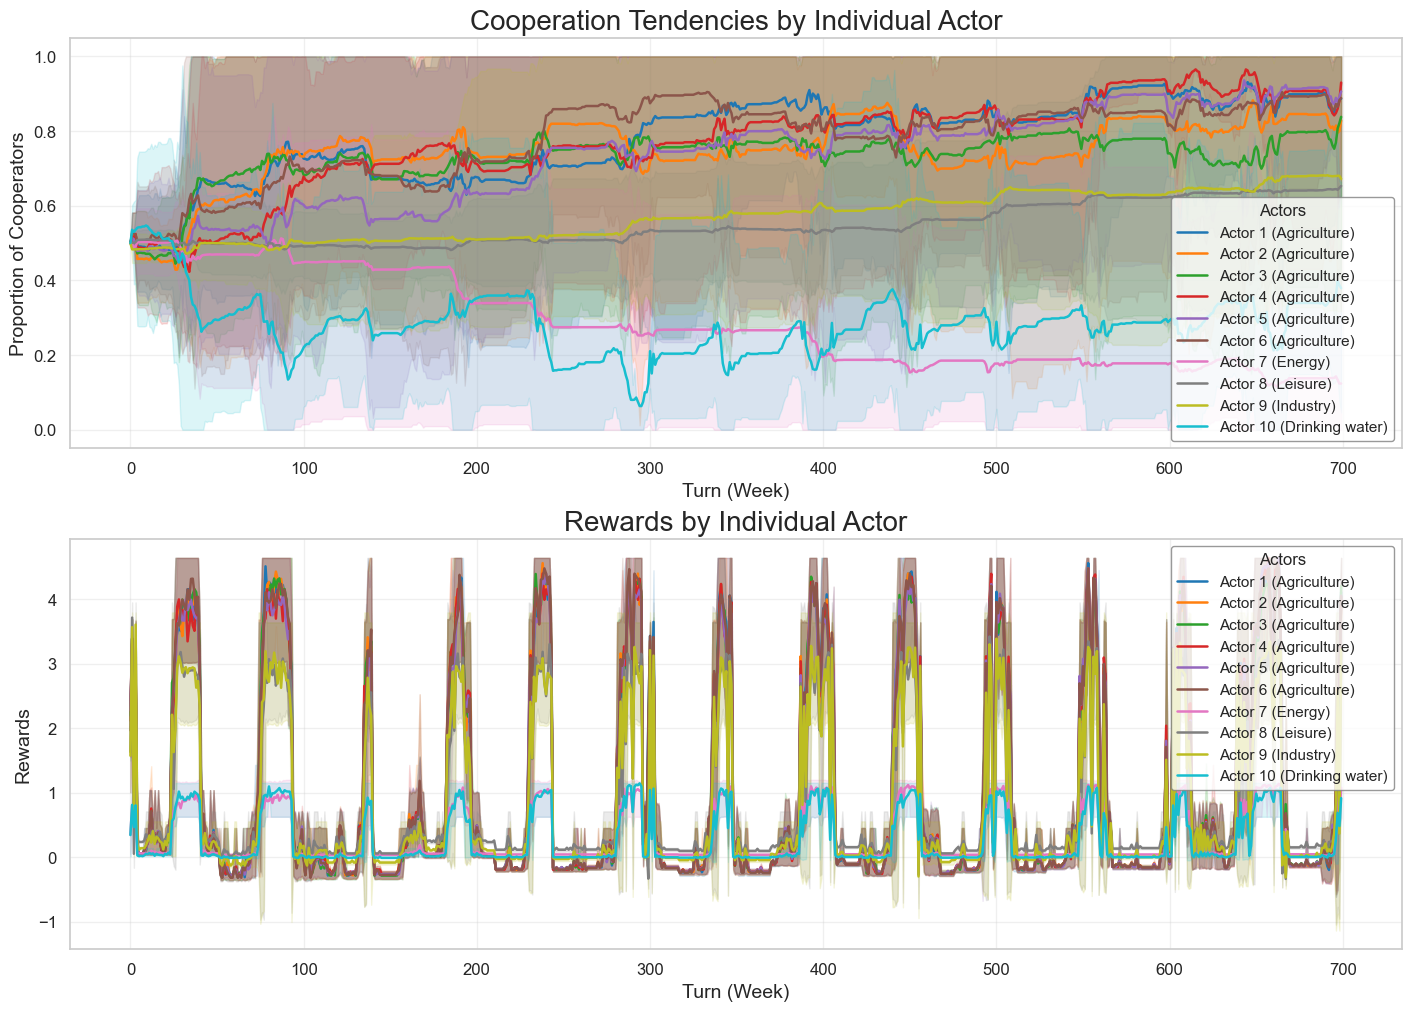 Cooperation Tendencies by Individual Actor
Proportion of Cooperators
1.0
0.8
0.6
0.4
0.2
0.0
Actors
Actor 1 (Agriculture)
Actor 2 (Agriculture)
Actor 3 (Agriculture)
Actor 4 (Agriculture)
Actor 5 (Agriculture)
Actor 6 (Agriculture)
Actor 7 (Energy)
Actor 8 (Leisure)
Actor 9 (Industry)
Actor 10 (Drinking water)
0 100 200 300 400 500 600 700
Turn (Week)
Rewards by Individual Actor
Rewards
4
3
2
1
0
−1
Actors
Actor 1 (Agriculture)
Actor 2 (Agriculture)
Actor 3 (Agriculture)
Actor 4 (Agriculture)
Actor 5 (Agriculture)
Actor 6 (Agriculture)
Actor 7 (Energy)
Actor 8 (Leisure)
Actor 9 (Industry)
Actor 10 (Drinking water)
0 100 200 300 400 500 600 700
Turn (Week)